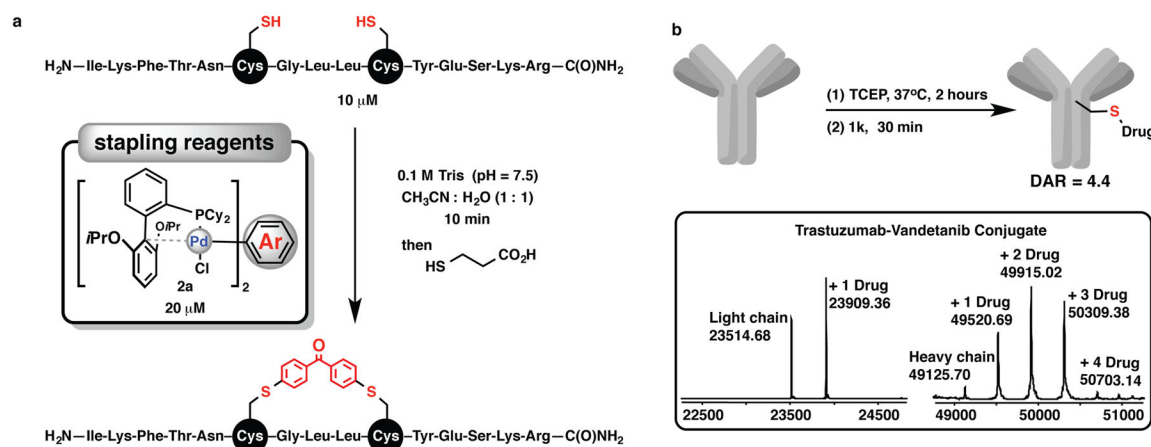 a
SH
HS
H₂N—Ile-Lys-Phe-Thr-Asn—Cys—Gly-Leu-Leu—Cys—Tyr-Glu-Ser-Lys-Arg—C(O)NH₂
10 μM
stapling reagents
PCy₂
OiPr
iPrO
Pd
Ar
Cl
2a
2
20 μM
0.1 M Tris (pH = 7.5)
CH₃CN : H₂O (1 : 1)
10 min
then
HS
CO₂H
O
S
S
H₂N—Ile-Lys-Phe-Thr-Asn—Cys—Gly-Leu-Leu—Cys—Tyr-Glu-Ser-Lys-Arg—C(O)NH₂
b
(1) TCEP, 37ºC, 2 hours
(2) 1k, 30 min
S
Drug
DAR = 4.4
Trastuzumab-Vandetanib Conjugate
Light chain
23514.68
+ 1 Drug
23909.36
Heavy chain
49125.70
+ 1 Drug
49520.69
+ 2 Drug
49915.02
+ 3 Drug
50309.38
+ 4 Drug
50703.14
22500 23500 24500 49000 50000 51000